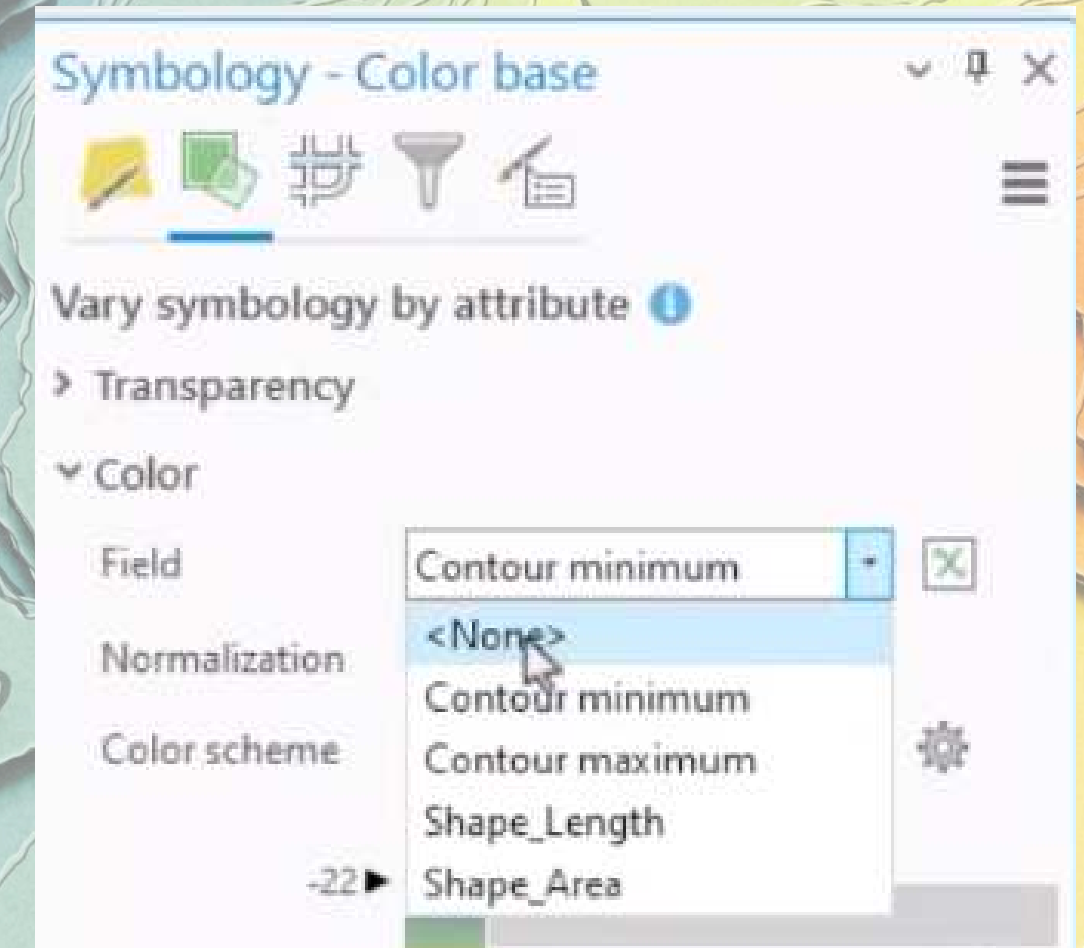 Symbology - Color base
Vary symbology by attribute
Transparency
Color
Field
Contour minimum
<None>
Normalization
Contour minimum
Color scheme
Contour maximum
Shape_Length
-22
Shape_Area